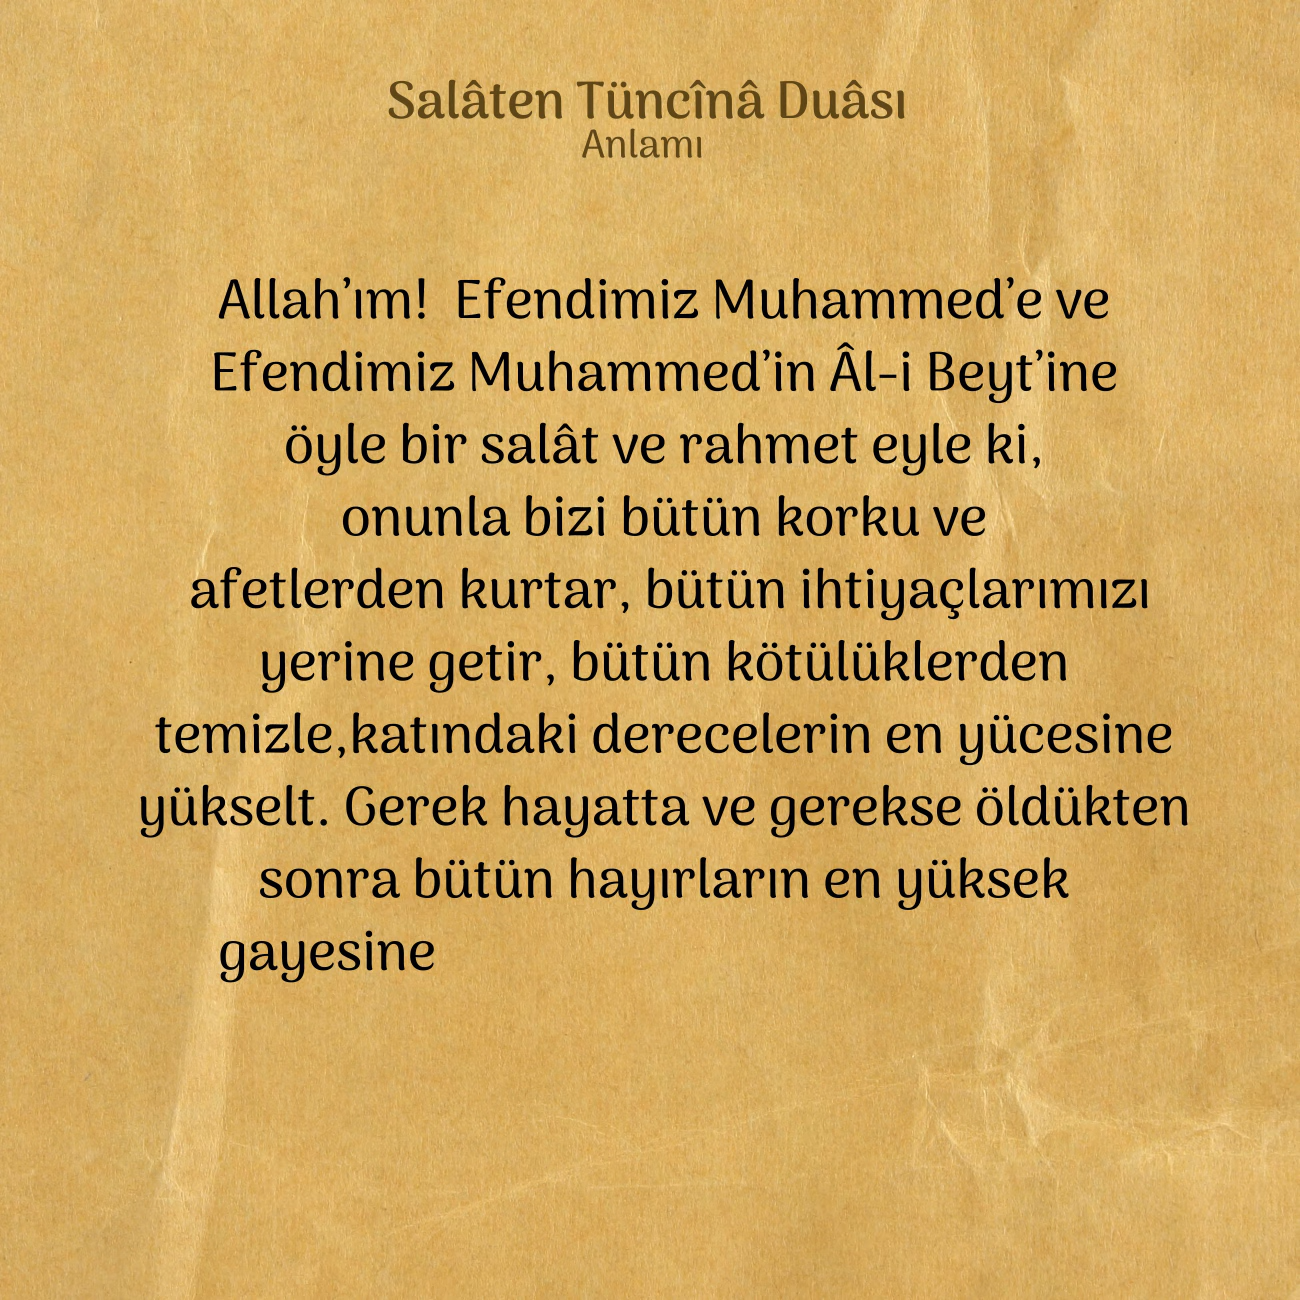 Salâten Tüncînâ Duâsı
Anlamı
Allah’ım!  Efendimiz Muhammed’e ve
Efendimiz Muhammed’in Âl-i Beyt’ine
öyle bir salât ve rahmet eyle ki,
onunla bizi bütün korku ve
afetlerden kurtar, bütün ihtiyaçlarımızı
yerine getir, bütün kötülüklerden
temizle,katındaki derecelerin en yücesine
yükselt. Gerek hayatta ve gerekse öldükten
sonra bütün hayırların en yüksek
gayesine